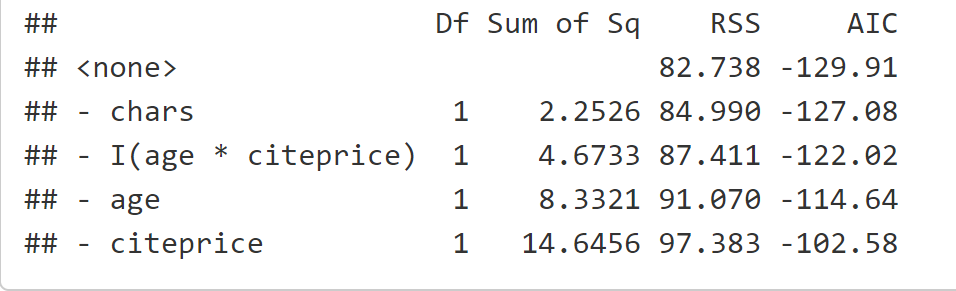 ## Df Sum of Sq RSS AIC
## <none> 82.738 -129.91
## - chars 1 2.2526 84.990 -127.08
## - I(age * citeprice) 1 4.6733 87.411 -122.02
## - age 1 8.3321 91.070 -114.64
## - citeprice 1 14.6456 97.383 -102.58